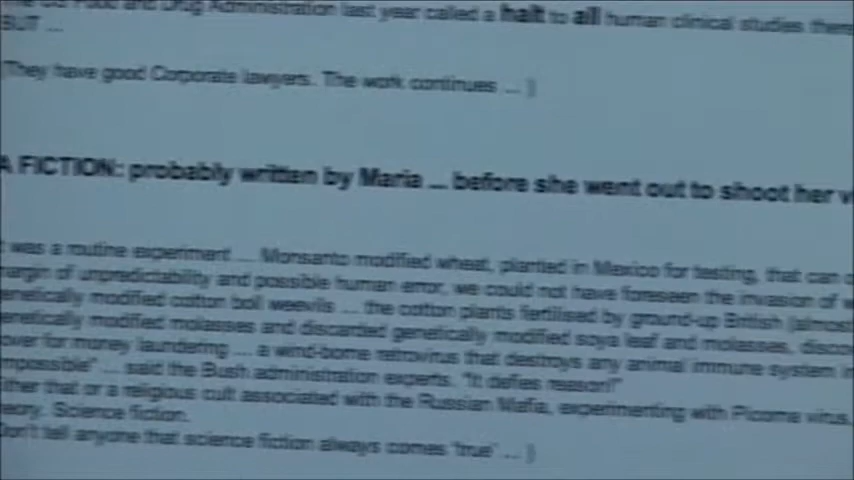 Food and Drug Administration last year called a halt to all human clinical studies there
BUT ...
(They have good Corporate lawyers. The work continues ... )
A FICTION: probably written by Maria ... before she went out to shoot her
was a routine experiment ... Monsanto modified wheat, planted in Mexico for testing, that can
margin of unpredictability and possible human error, we could not have foreseen the invasion of
genetically modified cotton boll weevils ... the cotton plants fertilised by ground-up British (almost
genetically modified molasses and discarded genetically modified soya leaf and molasses,
cover for money laundering ... a wind-borne retrovirus that destroys any animal immune system
impossible" ... said the Bush administration experts. "It defies reason!"
either that or a religious cult associated with the Russian Mafia, experimenting with Picorna virus.
theory. Science fiction.
Don't tell anyone that science fiction always comes 'true' ... )